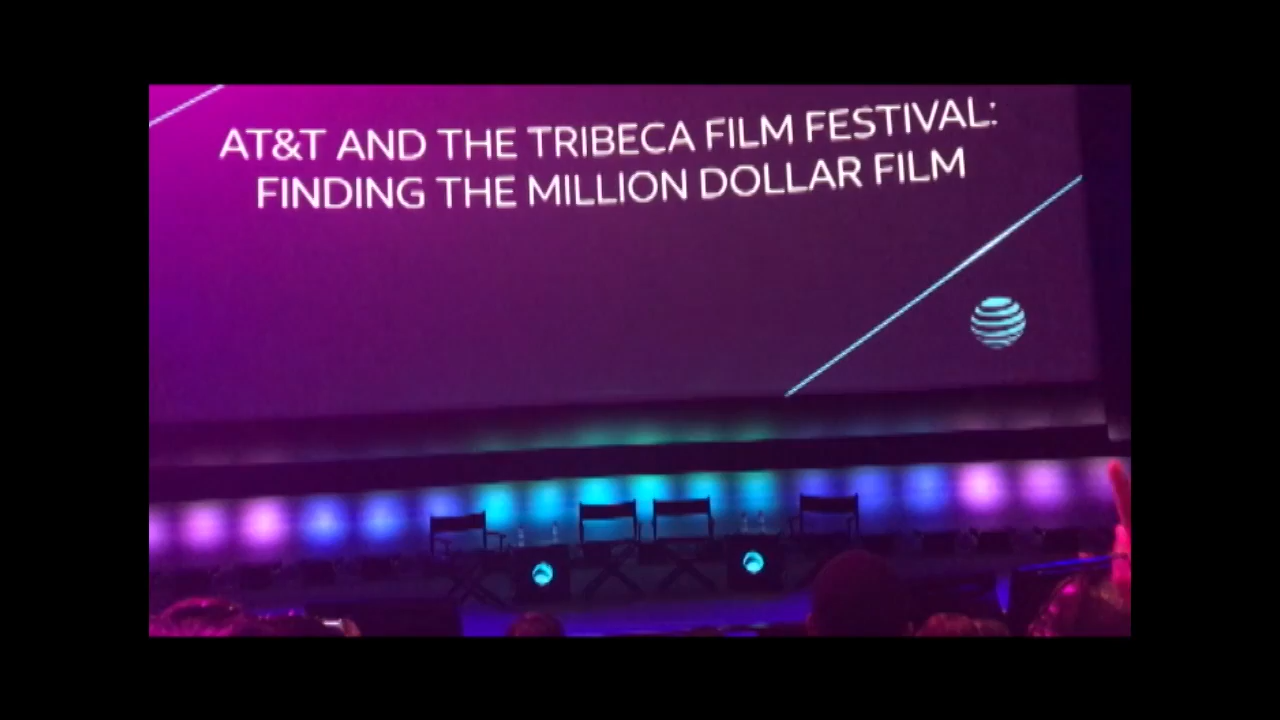 AT&T AND THE TRIBECA FILM FESTIVAL:
FINDING THE MILLION DOLLAR FILM